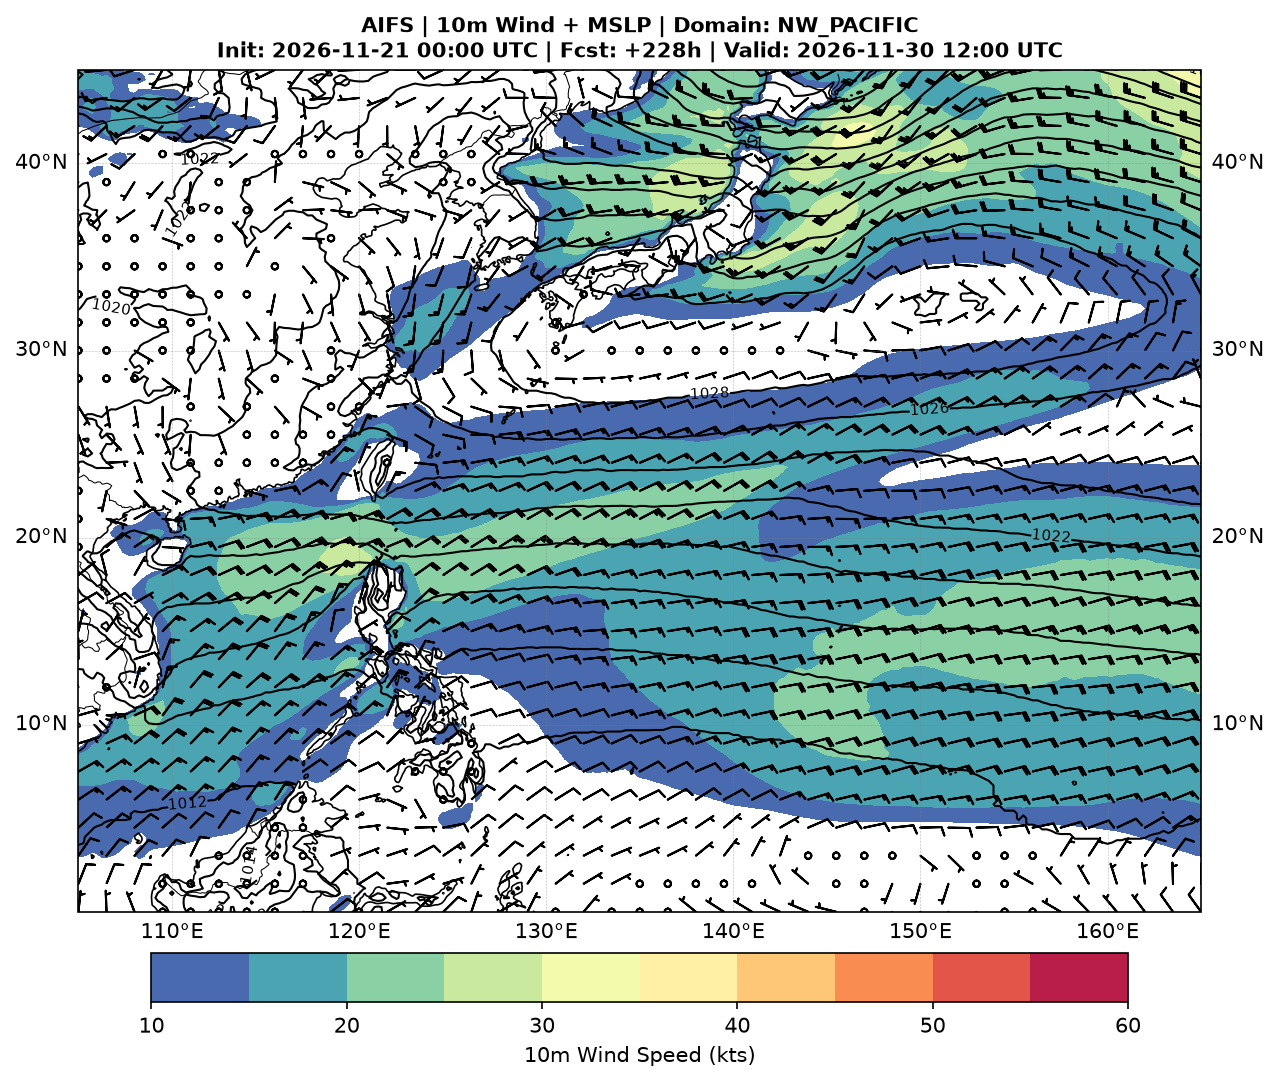 AIFS | 10m Wind + MSLP | Domain: NW_PACIFIC
Init: 2026-11-21 00:00 UTC | Fcst: +228h | Valid: 2026-11-30 12:00 UTC
40°N
40°N
30°N
30°N
20°N
20°N
10°N
10°N
1022
1020
1028
1026
1022
1012
110°E
120°E
130°E
140°E
150°E
160°E
10
20
30
40
50
60
10m Wind Speed (kts)